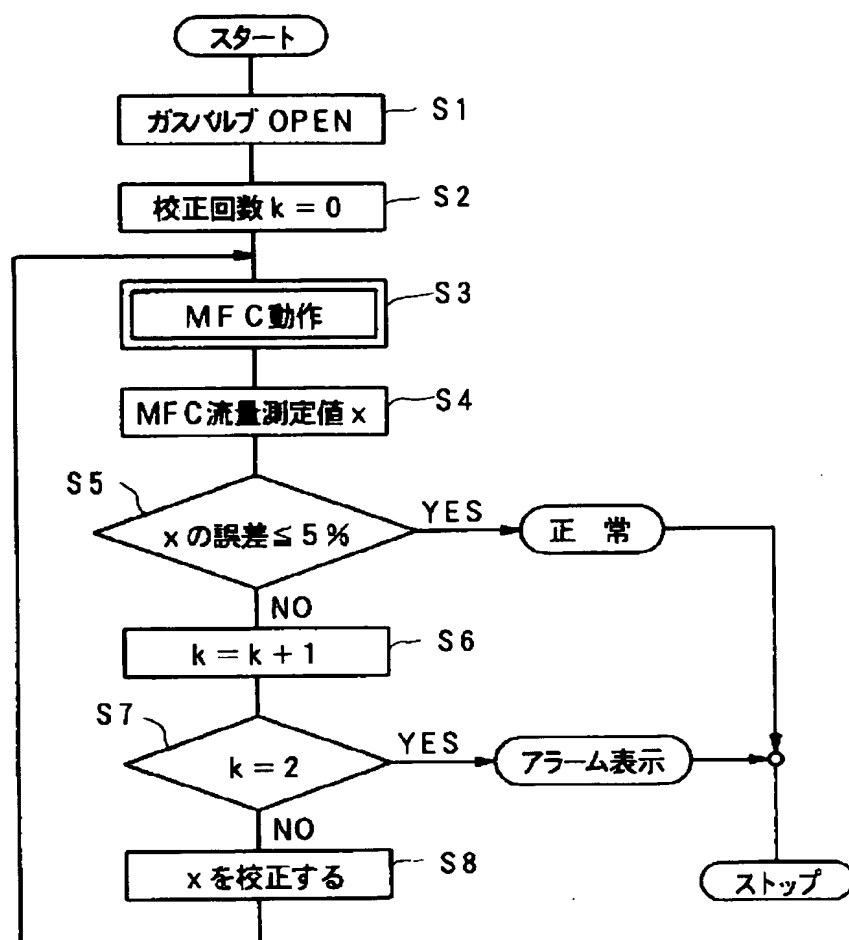 スタート
ガスバルブ OPEN
S1
校正回数 k = 0
S2
MFC動作
S3
MFC流量測定値 x
S4
S5
x の誤差 ≦ 5%
YES
正 常
NO
k = k + 1
S6
S7
k = 2
YES
アラーム表示
NO
x を校正する
S8
ストップ